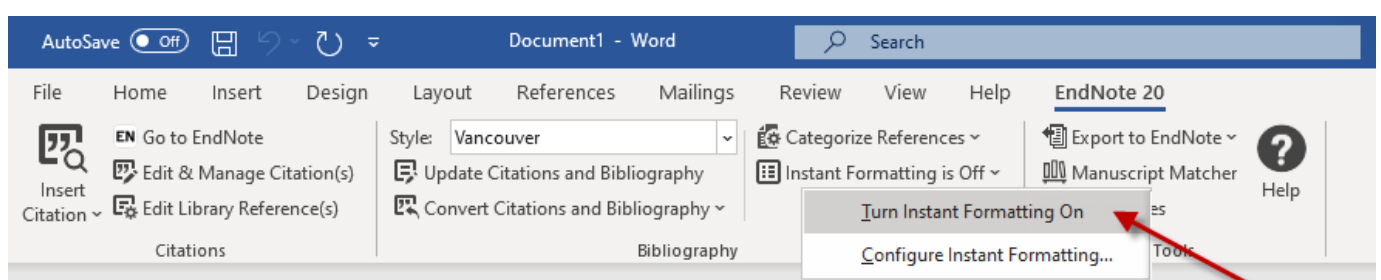 AutoSave Off Document1 - Word Search
File Home Insert Design Layout References Mailings Review View Help EndNote 20
Insert Citation
EN Go to EndNote
Edit & Manage Citation(s)
Edit Library Reference(s)
Citations
Style: Vancouver
Update Citations and Bibliography
Convert Citations and Bibliography
Bibliography
Categorize References
Instant Formatting is Off
Turn Instant Formatting On
Configure Instant Formatting...
Export to EndNote
Manuscript Matcher
es
Tools
Help